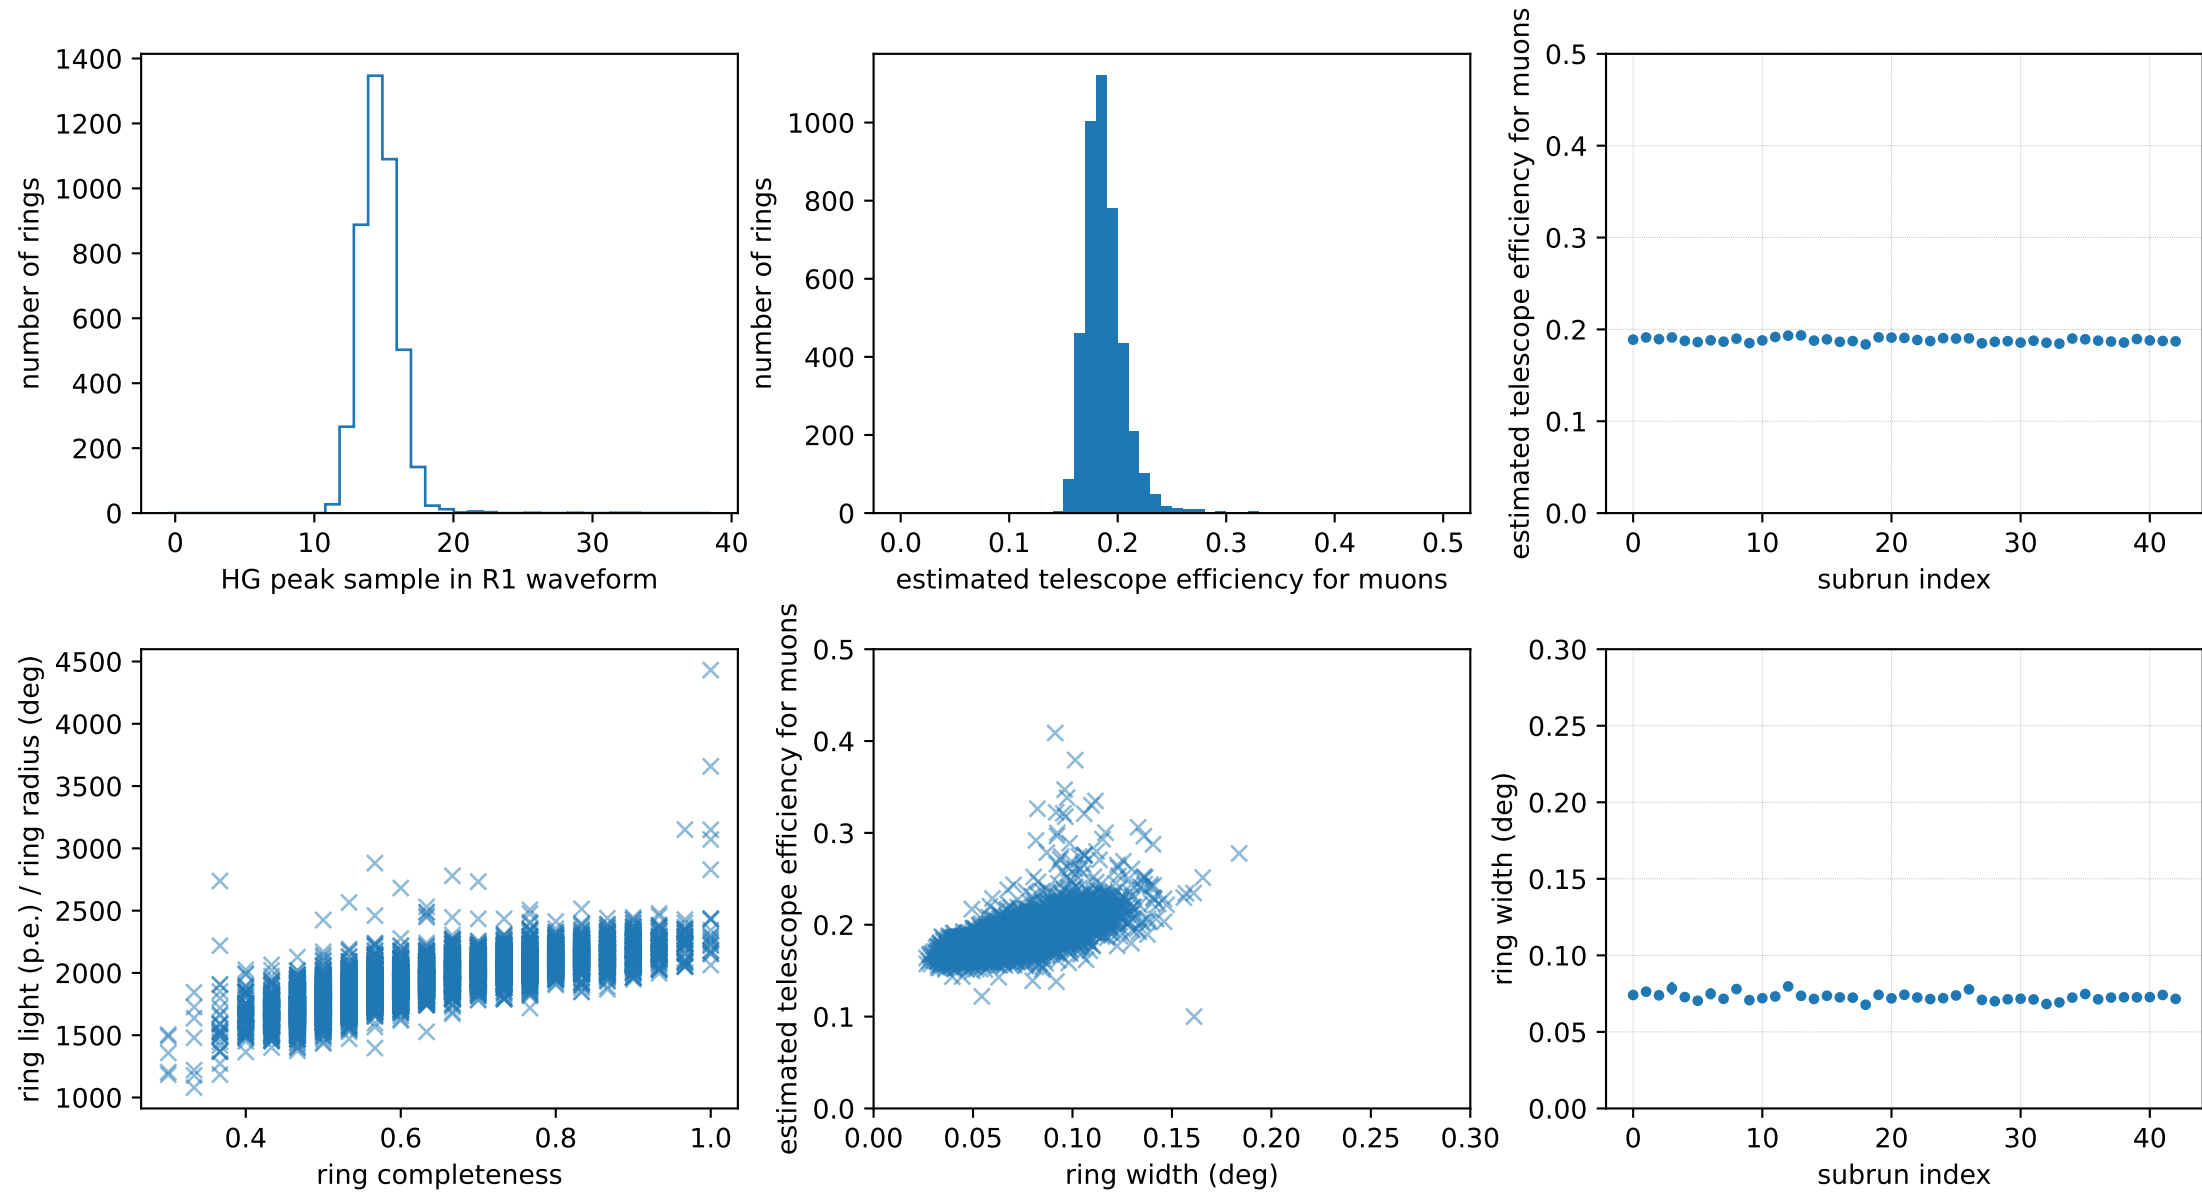 1400
1200
1000
800
600
400
200
0
number of rings
0 10 20 30 40
HG peak sample in R1 waveform
1000
800
600
400
200
0
number of rings
0.0 0.1 0.2 0.3 0.4 0.5
estimated telescope efficiency for muons
0.5
0.4
0.3
0.2
0.1
0.0
estimated telescope efficiency for muons
0 10 20 30 40
subrun index
4500
4000
3500
3000
2500
2000
1500
1000
ring light (p.e.) / ring radius (deg)
0.4 0.6 0.8 1.0
ring completeness
0.5
0.4
0.3
0.2
0.1
0.0
estimated telescope efficiency for muons
0.00 0.05 0.10 0.15 0.20 0.25 0.30
ring width (deg)
0.30
0.25
0.20
0.15
0.10
0.05
0.00
ring width (deg)
0 10 20 30 40
subrun index